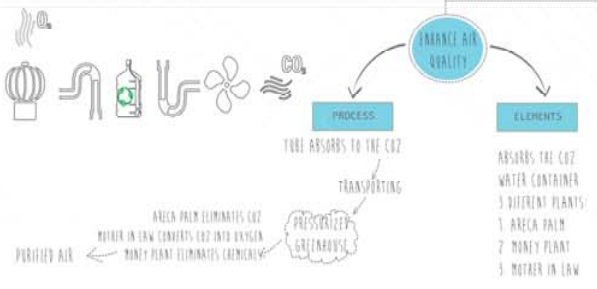 O₂
CO₂
ENHANCE AIR
QUALITY
PROCESS
TUBE ABSORBS TO THE CO2
TRANSPORTING
PRESSURIZED
GREENHOUSE
ARECA PALM ELIMINATES CO2
MOTHER IN LAW CONVERTS CO2 INTO OXYGEN
MONEY PLANT ELIMINATES CHEMICALS
PURIFIED AIR
ELEMENTS
ABSORBS THE CO2
WATER CONTAINER
3 DIFERENT PLANTS:
1. ARECA PALM
2. MONEY PLANT
3. MOTHER IN LAW